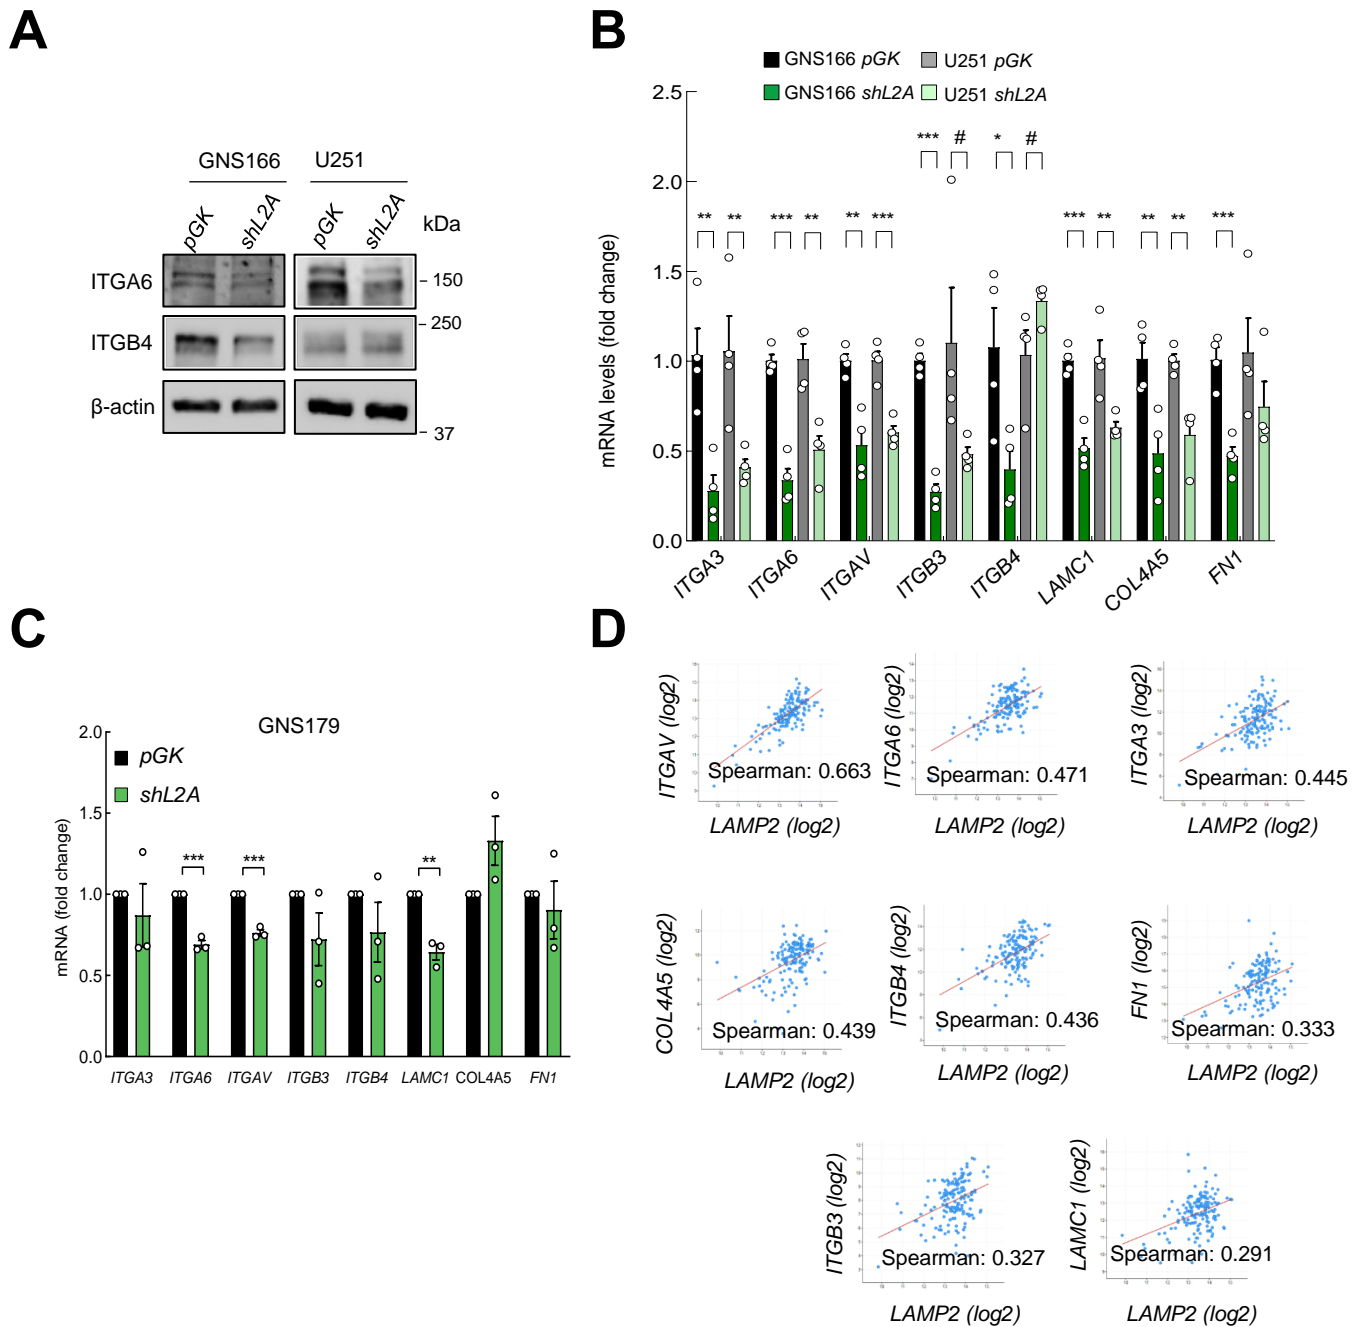 A
GNS166 U251
pGK shL2A pGK shL2A kDa
ITGA6 150
250
ITGB4
β-actin
37
B
GNS166 pGK U251 pGK
GNS166 shL2A U251 shL2A
mRNA levels (fold change)
2.5
2.0
1.5
1.0
0.5
0.0
*** # * #
** ** *** ** ** *** *** ** ** ** ***
ITGA3 ITGA6 ITGAV ITGB3 ITGB4 LAMC1 COL4A5 FN1
C
GNS179
pGK
shL2A
mRNA (fold change)
2.0
1.5
1.0
0.5
0.0
*** *** **
ITGA3 ITGA6 ITGAV ITGB3 ITGB4 LAMC1 COL4A5 FN1
D
ITGAV (log2)
Spearman: 0.663
LAMP2 (log2)
ITGA6 (log2)
Spearman: 0.471
LAMP2 (log2)
ITGA3 (log2)
Spearman: 0.445
LAMP2 (log2)
COL4A5 (log2)
Spearman: 0.439
LAMP2 (log2)
ITGB4 (log2)
Spearman: 0.436
LAMP2 (log2)
FN1 (log2)
Spearman: 0.333
LAMP2 (log2)
ITGB3 (log2)
Spearman: 0.327
LAMP2 (log2)
LAMC1 (log2)
Spearman: 0.291
LAMP2 (log2)